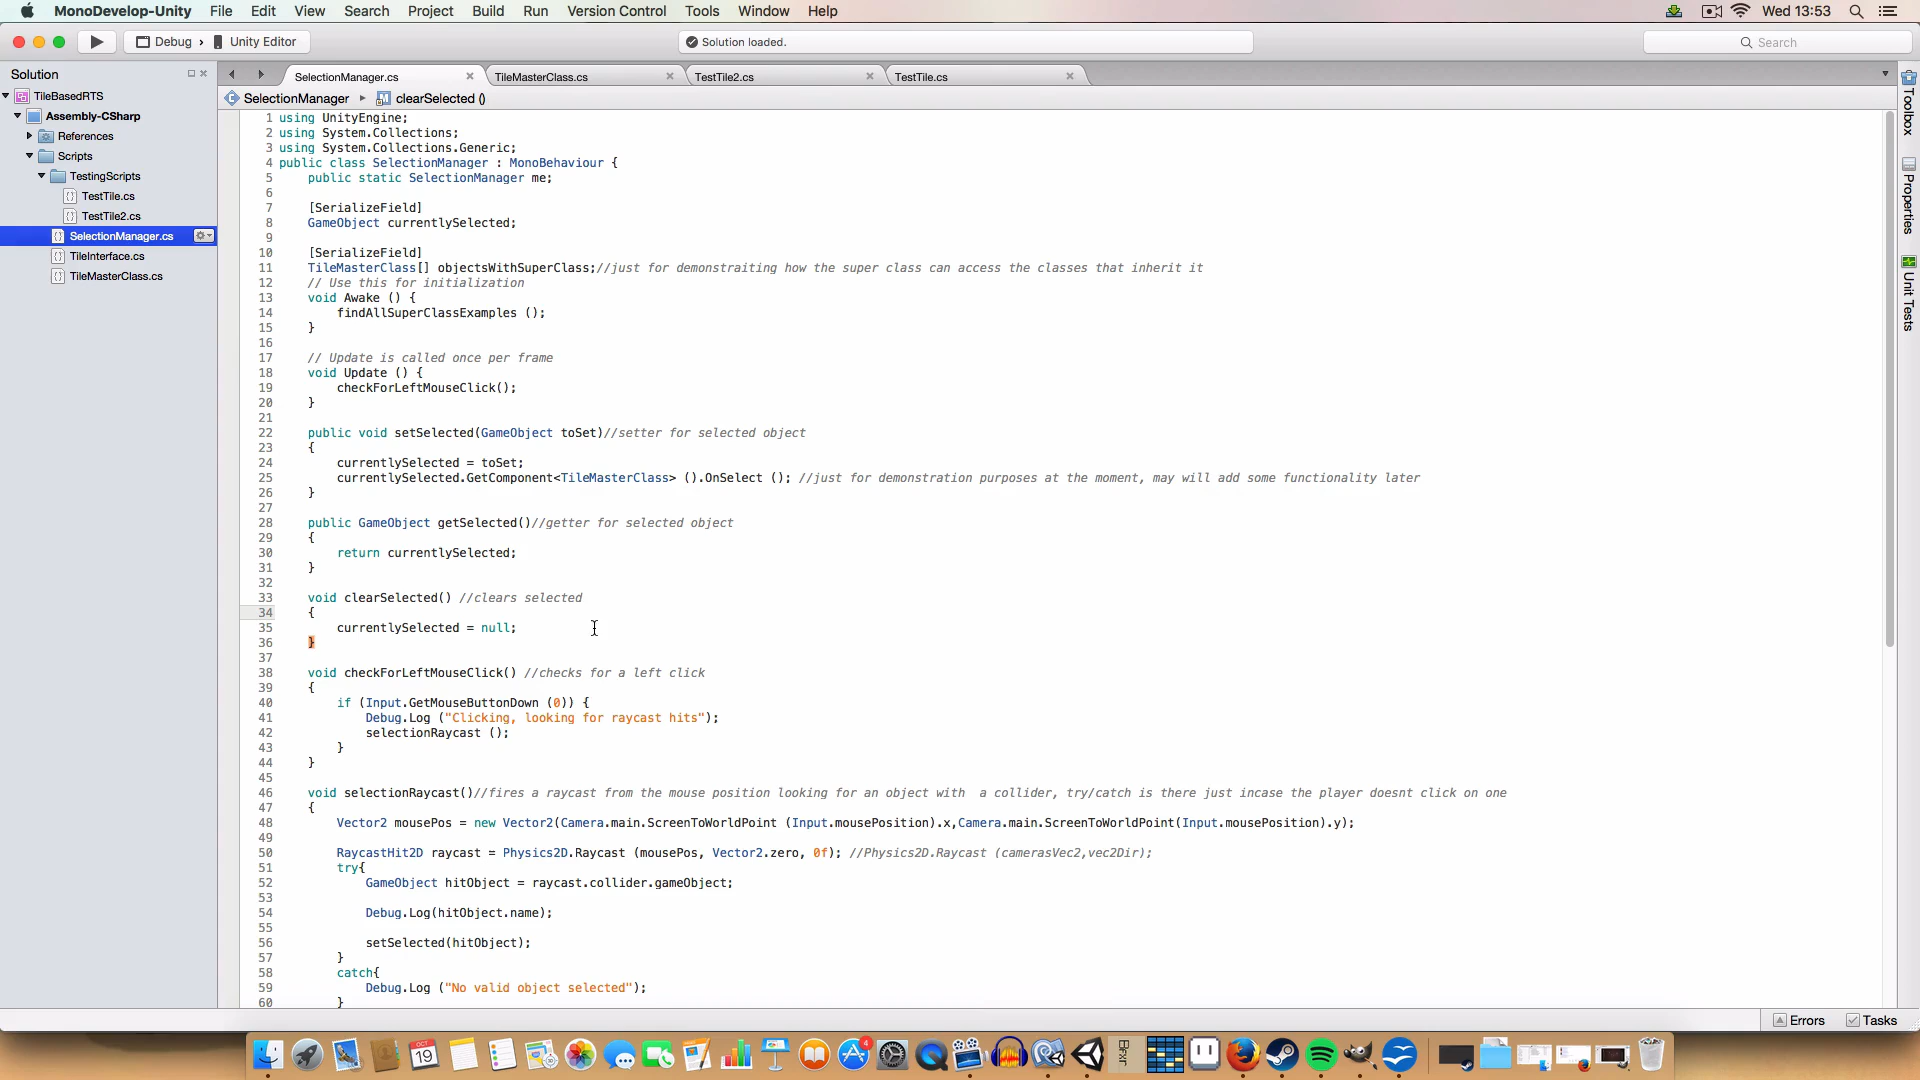 MonoDevelop-Unity File Edit View Search Project Build Run Version Control Tools Window Help Wed 13:53
Debug › Unity Editor Solution loaded. Search
Solution
TileBasedRTS
Assembly-CSharp
References
Scripts
TestingScripts
TestTile.cs
TestTile2.cs
SelectionManager.cs
TileInterface.cs
TileMasterClass.cs
SelectionManager.cs TileMasterClass.cs TestTile2.cs TestTile.cs
SelectionManager clearSelected ()
1 using UnityEngine;
2 using System.Collections;
3 using System.Collections.Generic;
4 public class SelectionManager : MonoBehaviour {
5 public static SelectionManager me;
6
7 [SerializeField]
8 GameObject currentlySelected;
9
10 [SerializeField]
11 TileMasterClass[] objectsWithSuperClass;//just for demonstraiting how the super class can access the classes that inherit it
12 // Use this for initialization
13 void Awake () {
14 findAllSuperClassExamples ();
15 }
16
17 // Update is called once per frame
18 void Update () {
19 checkForLeftMouseClick();
20 }
21
22 public void setSelected(GameObject toSet)//setter for selected object
23 {
24 currentlySelected = toSet;
25 currentlySelected.GetComponent<TileMasterClass> ().OnSelect (); //just for demonstration purposes at the moment, may will add some functionality later
26 }
27
28 public GameObject getSelected()//getter for selected object
29 {
30 return currentlySelected;
31 }
32
33 void clearSelected() //clears selected
34 {
35 currentlySelected = null;
36 }
37
38 void checkForLeftMouseClick() //checks for a left click
39 {
40 if (Input.GetMouseButtonDown (0)) {
41 Debug.Log ("Clicking, looking for raycast hits");
42 selectionRaycast ();
43 }
44 }
45
46 void selectionRaycast()//fires a raycast from the mouse position looking for an object with  a collider, try/catch is there just incase the player doesnt click on one
47 {
48 Vector2 mousePos = new Vector2(Camera.main.ScreenToWorldPoint (Input.mousePosition).x,Camera.main.ScreenToWorldPoint(Input.mousePosition).y);
49
50 RaycastHit2D raycast = Physics2D.Raycast (mousePos, Vector2.zero, 0f); //Physics2D.Raycast (camerasVec2,vec2Dir);
51 try{
52 GameObject hitObject = raycast.collider.gameObject;
53
54 Debug.Log(hitObject.name);
55
56 setSelected(hitObject);
57 }
58 catch{
59 Debug.Log ("No valid object selected");
60 }
Toolbox
Properties
Unit Tests
Errors Tasks
OCT
19
4
Bfxr